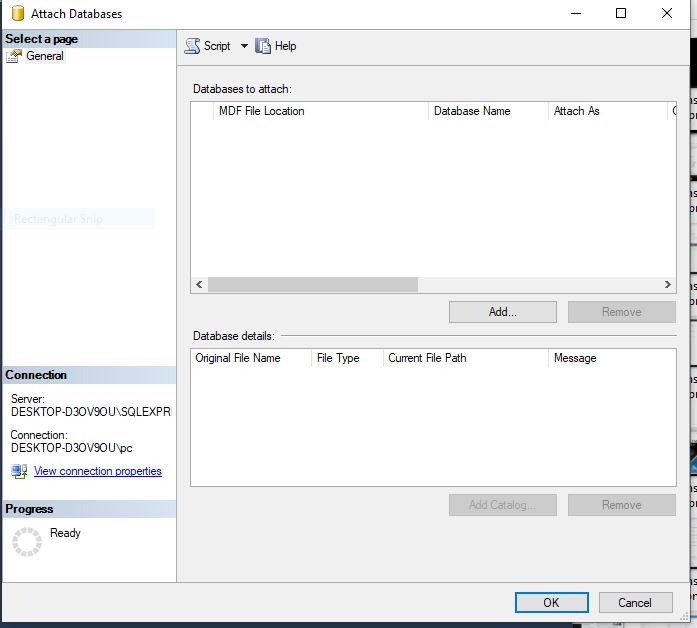 Attach Databases
Select a page
General
Script
Help
Databases to attach:
MDF File Location
Database Name
Attach As
Rectangular Snip
Add...
Remove
Database details:
Original File Name
File Type
Current File Path
Message
Connection
Server:
DESKTOP-D3OV9OU\SQLEXPR
Connection:
DESKTOP-D3OV9OU\pc
View connection properties
Add Catalog...
Remove
Progress
Ready
OK
Cancel